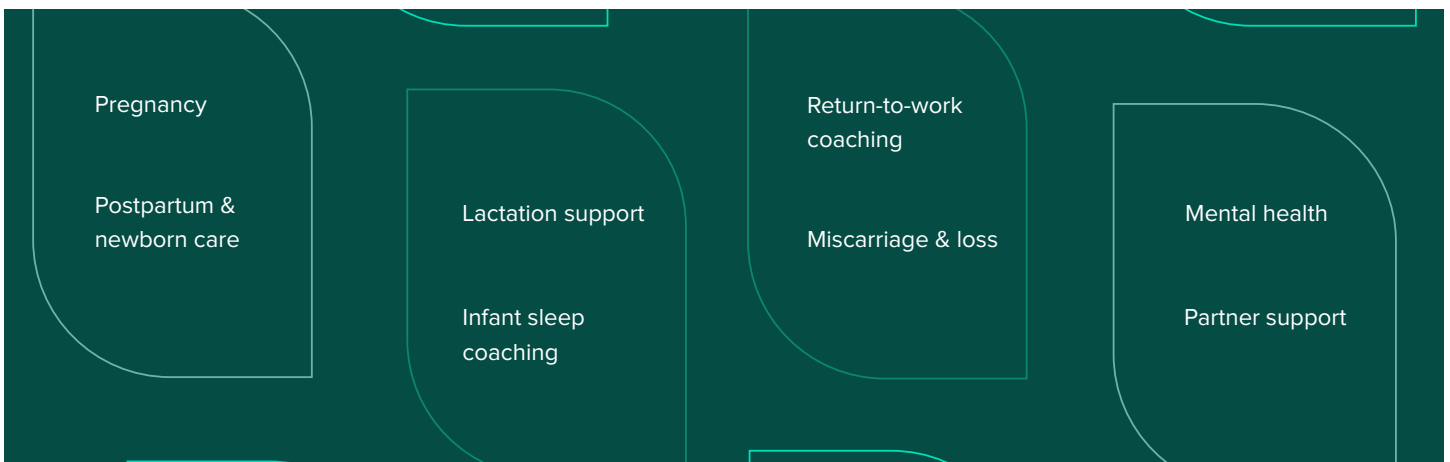 Pregnancy
Postpartum &
newborn care
Lactation support
Infant sleep
coaching
Return-to-work
coaching
Miscarriage & loss
Mental health
Partner support